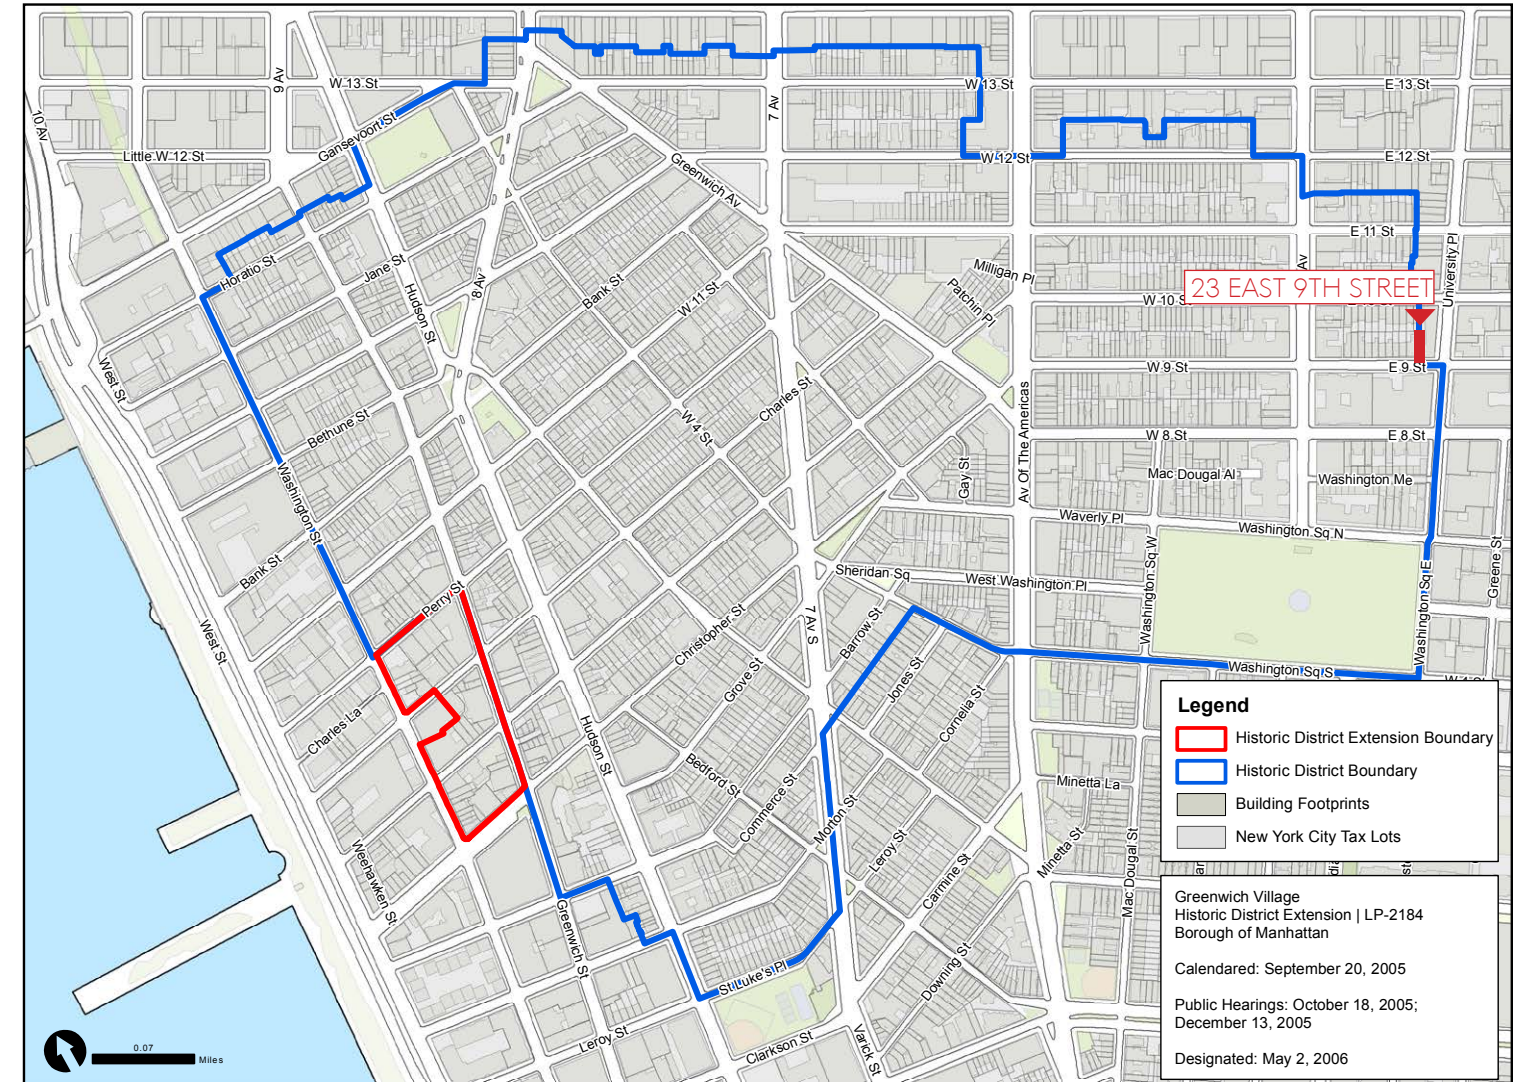 9 Av
W 13 St
7 Av
W 13 St
E 13 St
10 Av
Gansevoort St
Little W 12 St
Greenwich Av
W 12 St
E 12 St
E 11 St
University Pl
Av
Horatio St
Jane St
8 Av
Hudson St
Bank St
W 11 St
Milligan Pl
Patchin Pl
W 10 S
23 EAST 9TH STREET
West St
W 9 St
E 9 St
Charles St
Av Of The Americas
Bethune St
W 4 St
W 8 St
E 8 St
Gay St
Mac Dougal Al
Washington Me
Washington St
Waverly Pl
Washington Sq N
Bank St
Sheridan Sq
West Washington Pl
Washington Sq W
Washington Sq E
Greene St
Perry St
7 Av S
Barrow St
Christopher St
West St
Grove St
Jones St
Washington Sq S
Cornelia St
Charles La
Hudson St
Bedford St
Commerce St
Minetta La
Morton St
Leroy St
Minetta St
Mac Dougal St
Carmine St
Weehawken St
Greenwich St
St Luke's Pl
Downing St
Leroy St
Clarkson St
Varick St
0.07
Miles
Legend
Historic District Extension Boundary
Historic District Boundary
Building Footprints
New York City Tax Lots
Greenwich Village
Historic District Extension | LP-2184
Borough of Manhattan
Calendared: September 20, 2005
Public Hearings: October 18, 2005;
December 13, 2005
Designated: May 2, 2006